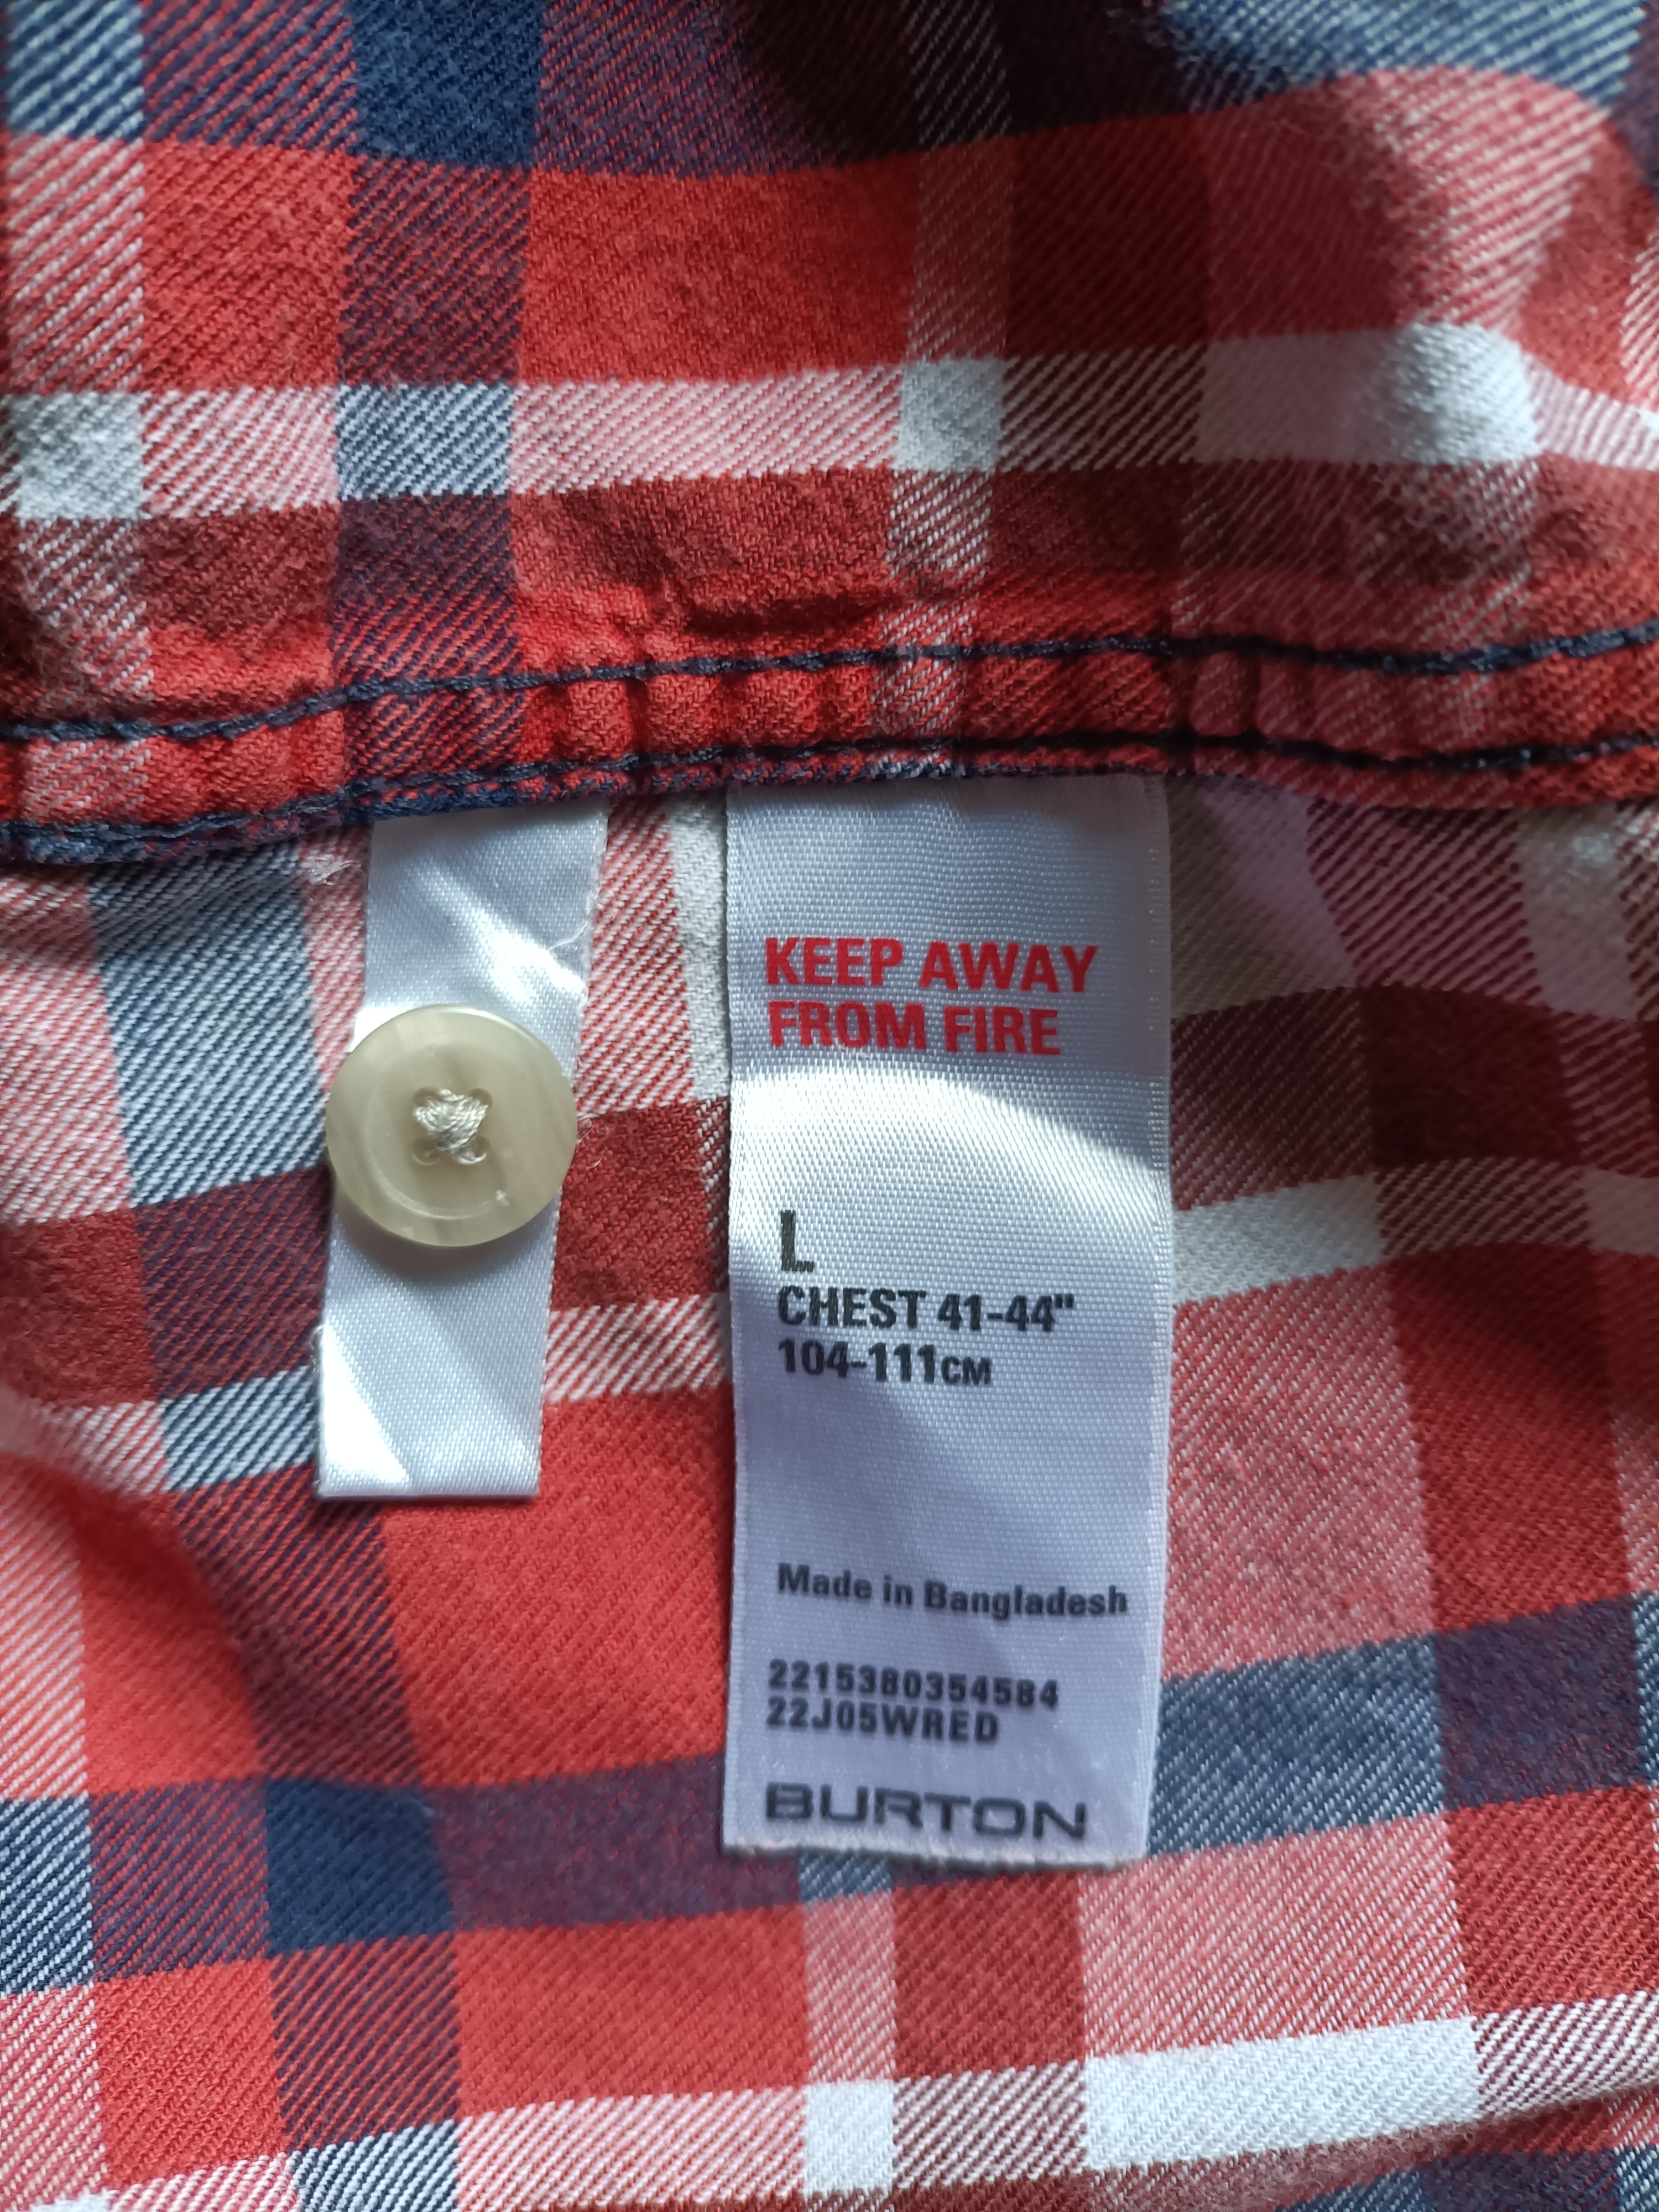 KEEP AWAY
FROM FIRE
L
CHEST 41-44"
104-111CM
Made in Bangladesh
2215380354584
22J05WRED
BURTON